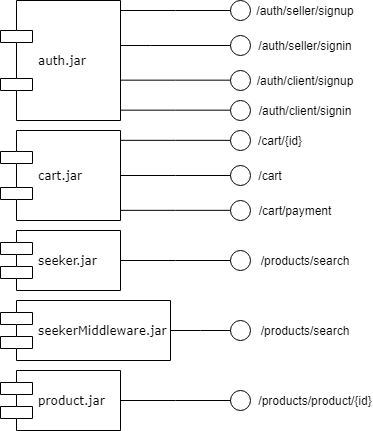 /auth/seller/signup
/auth/seller/signin
auth.jar
/auth/client/signup
/auth/client/signin
/cart/{id}
cart.jar
/cart
/cart/payment
seeker.jar
/products/search
seekerMiddleware.jar
/products/search
product.jar
/products/product/{id}